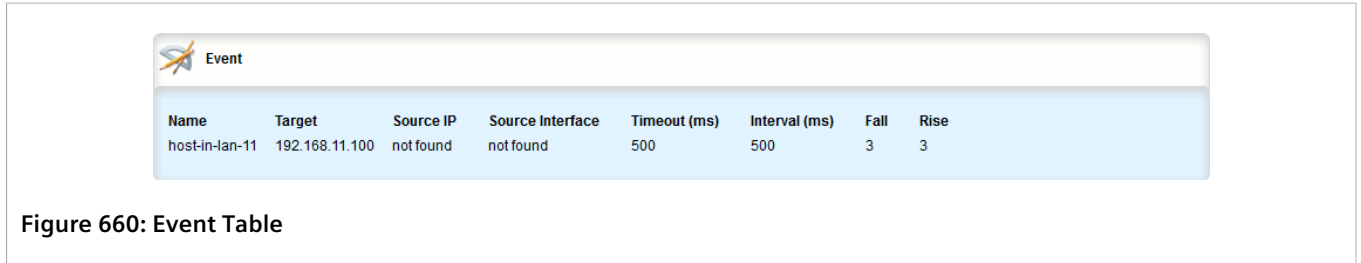 Event
Name Target Source IP Source Interface Timeout (ms) Interval (ms) Fall Rise
host-in-lan-11 192.168.11.100 not found not found 500 500 3 3
Figure 660: Event Table